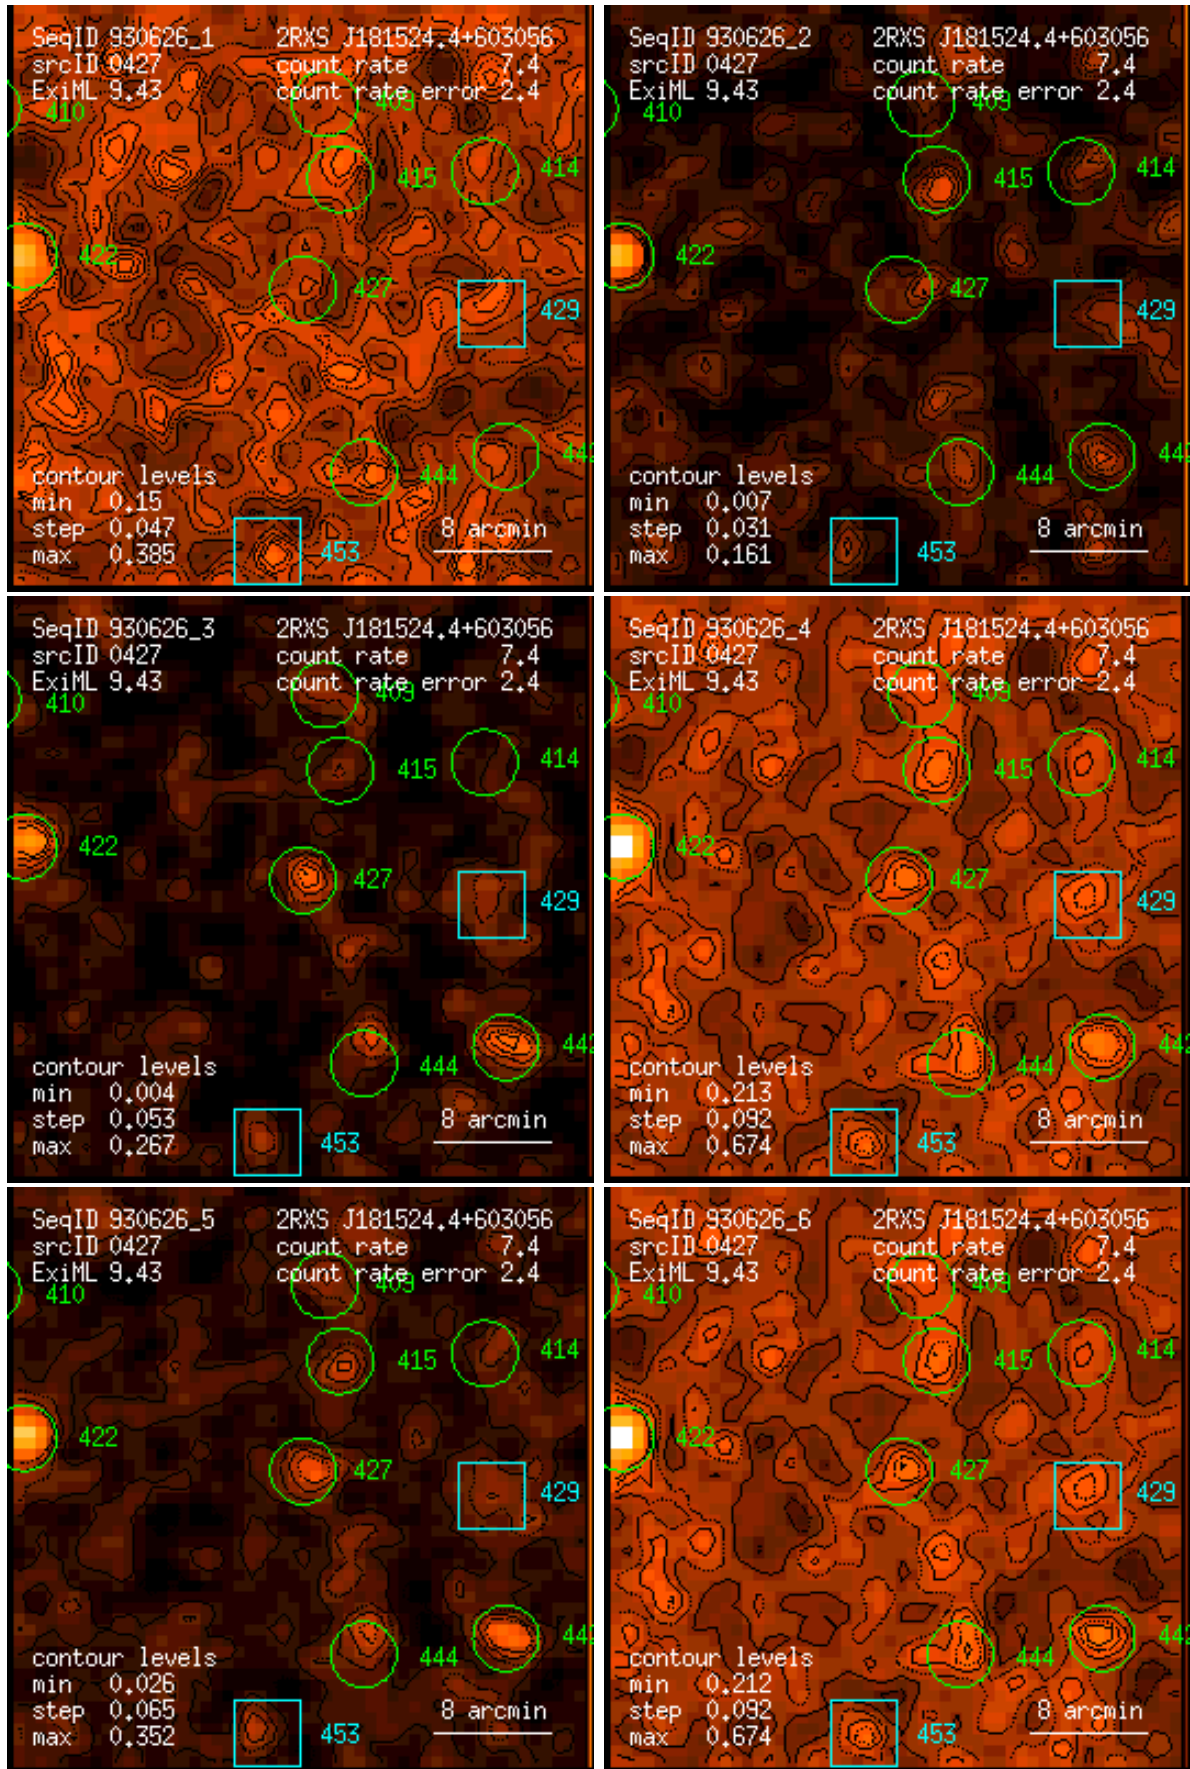 SeqID 930626_1 2RXS J181524.4+603056
srcID 0427 count rate 7.4
ExiML 9.43 count rate error 2.4
410 409
415 414
422
427
429
444 442
contour levels
min 0.15
step 0.047 8 arcmin
max 0.385 453
SeqID 930626_2 2RXS J181524.4+603056
srcID 0427 count rate 7.4
ExiML 9.43 count rate error 2.4
410 409
415 414
422
427
429
444 442
contour levels
min 0.007
step 0.031 8 arcmin
max 0.161 453
SeqID 930626_3 2RXS J181524.4+603056
srcID 0427 count rate 7.4
ExiML 9.43 count rate error 2.4
410 409
415 414
422
427
429
444 442
contour levels
min 0.004
step 0.053 8 arcmin
max 0.267 453
SeqID 930626_4 2RXS J181524.4+603056
srcID 0427 count rate 7.4
ExiML 9.43 count rate error 2.4
410 409
415 414
422
427
429
444 442
contour levels
min 0.213
step 0.092 8 arcmin
max 0.674 453
SeqID 930626_5 2RXS J181524.4+603056
srcID 0427 count rate 7.4
ExiML 9.43 count rate error 2.4
410 409
415 414
422
427
429
444 442
contour levels
min 0.026
step 0.065 8 arcmin
max 0.352 453
SeqID 930626_6 2RXS J181524.4+603056
srcID 0427 count rate 7.4
ExiML 9.43 count rate error 2.4
410 409
415 414
422
427
429
444 442
contour levels
min 0.212
step 0.092 8 arcmin
max 0.674 453